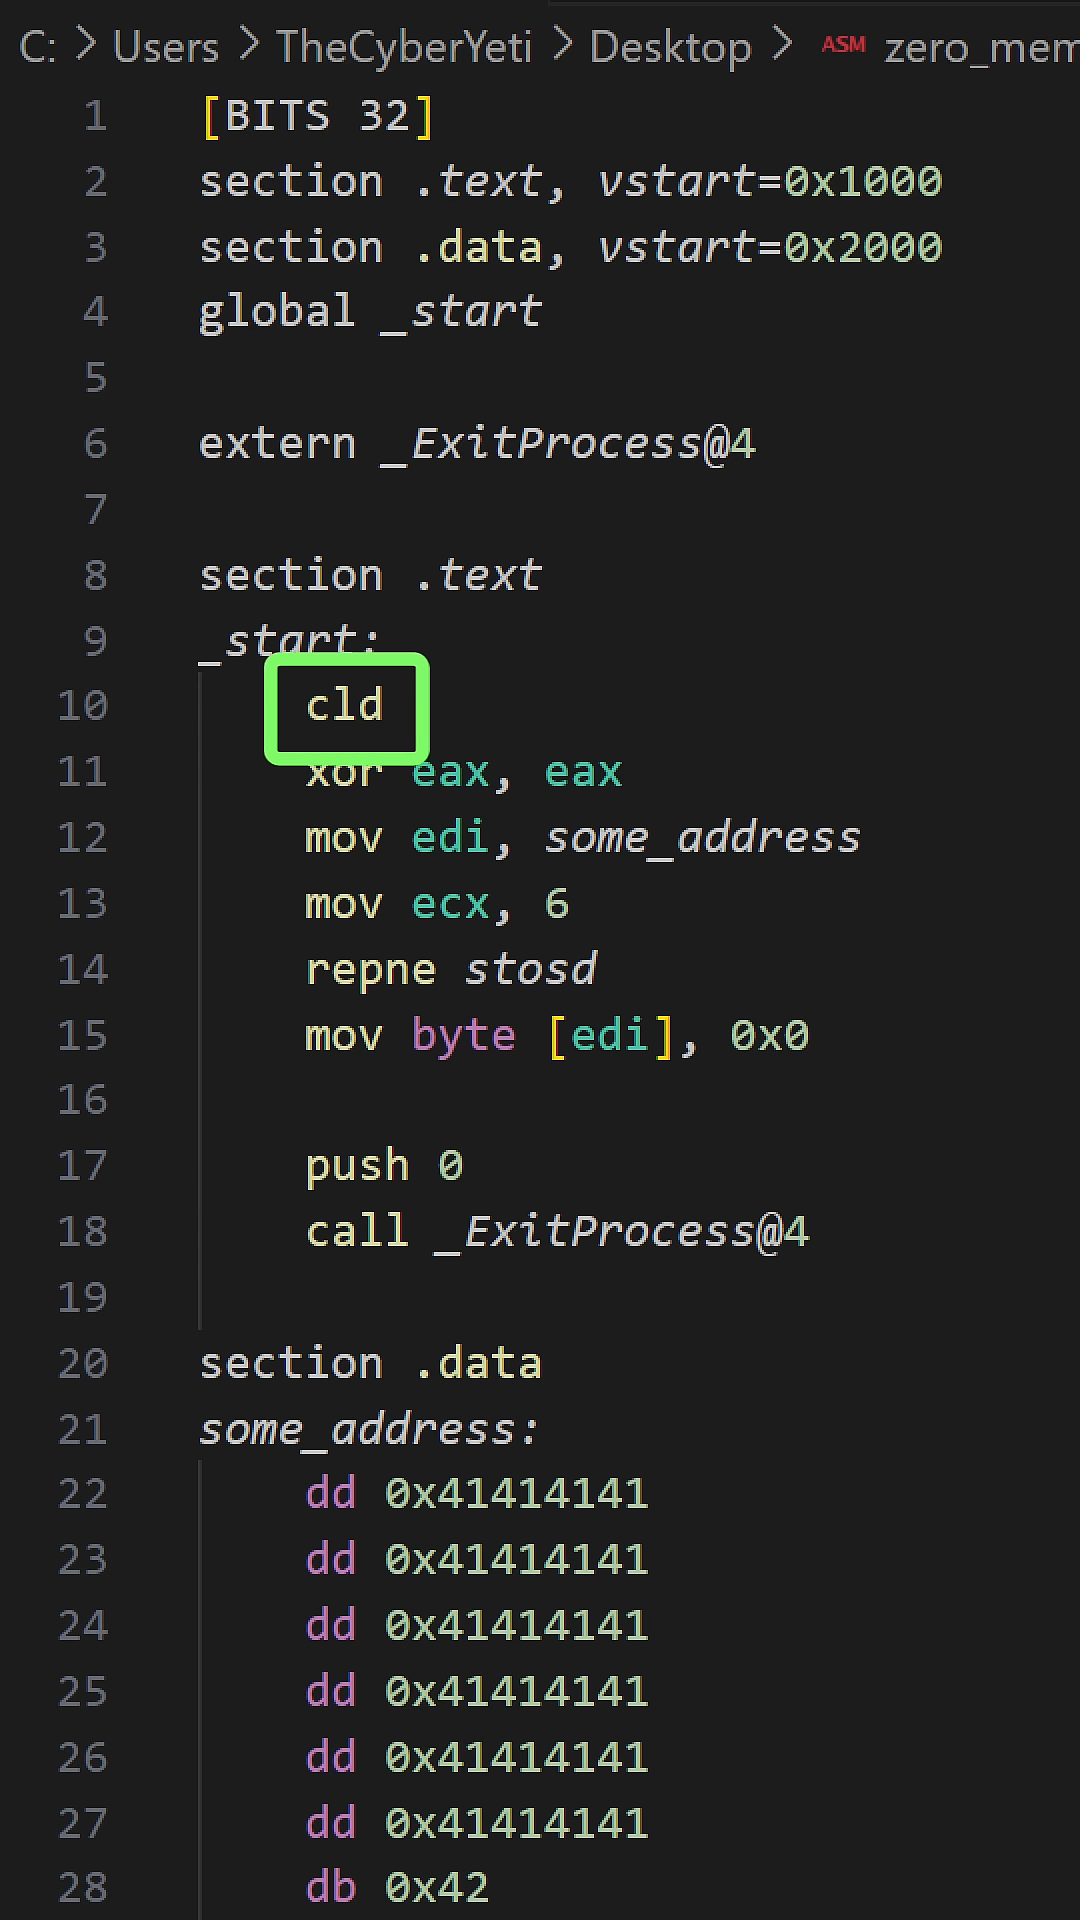 C: > Users > TheCyberYeti > Desktop > ASM zero_mem
1 [BITS 32]
2 section .text, vstart=0x1000
3 section .data, vstart=0x2000
4 global _start
5
6 extern _ExitProcess@4
7
8 section .text
9 _start:
10 cld
11 xor eax, eax
12 mov edi, some_address
13 mov ecx, 6
14 repne stosd
15 mov byte [edi], 0x0
16
17 push 0
18 call _ExitProcess@4
19
20 section .data
21 some_address:
22 dd 0x41414141
23 dd 0x41414141
24 dd 0x41414141
25 dd 0x41414141
26 dd 0x41414141
27 dd 0x41414141
28 db 0x42